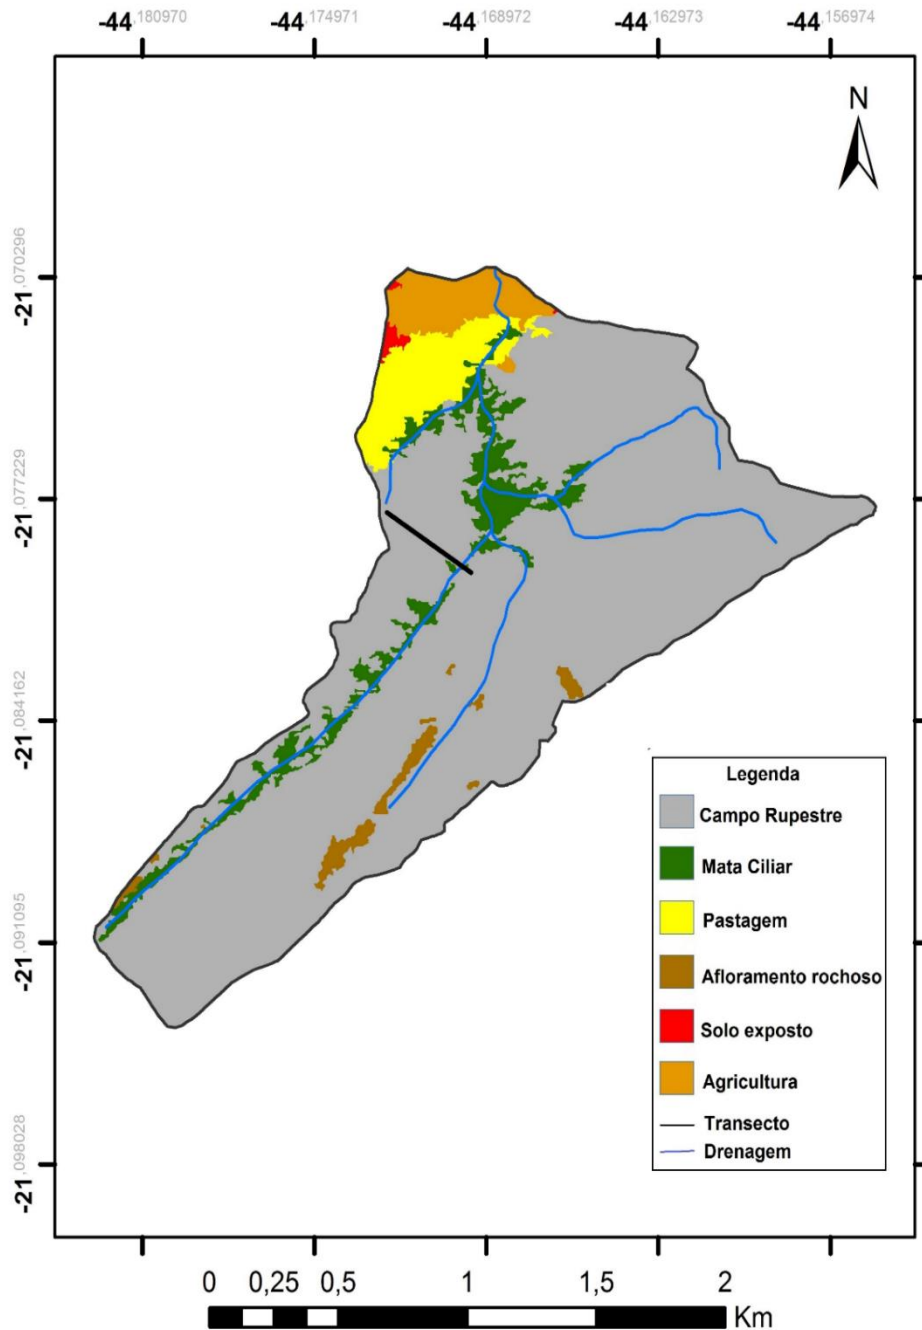 -44,180970 -44,174971 -44,168972 -44,162973 -44,156974
N
-21,070296
-21,077229
-21,084162
-21,091095
-21,098028
Legenda
Campo Rupestre
Mata Ciliar
Pastagem
Afloramento rochoso
Solo exposto
Agricultura
Transecto
Drenagem
0 0,25 0,5 1 1,5 2
Km